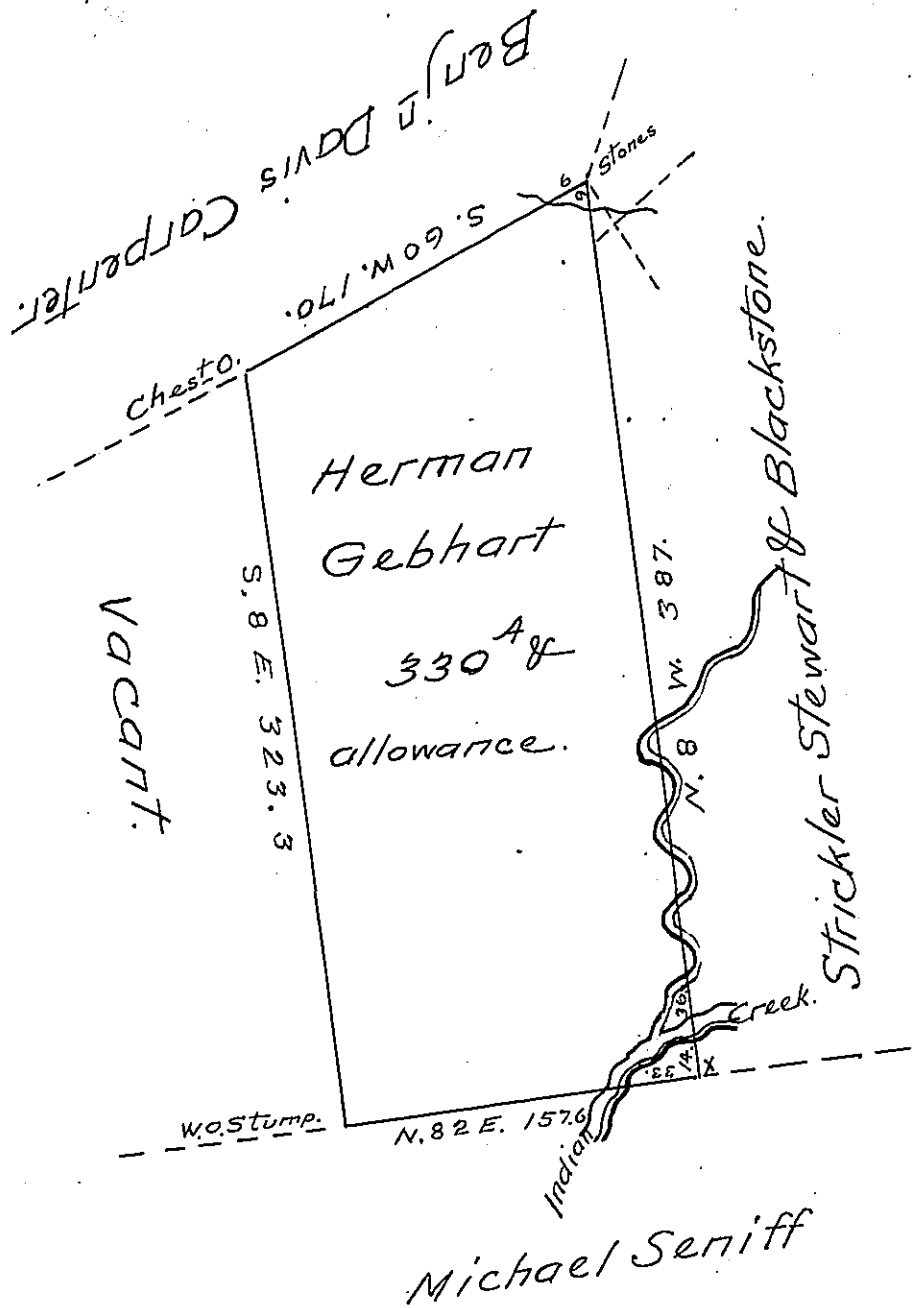 Benj'n Davis Carpenter.
Stones
6
9
S. 60 W. 170.
Chest O.
Herman
Gebhart
330 A &
allowance.
Vacant.
S. 8 E. 323.3
N. 8 W. 387.
Strickler Stewart & Blackstone.
36
Creek.
14.
33.
X
W.O. Stump.
N. 82 E. 157.6
Indian
Michael Seniff